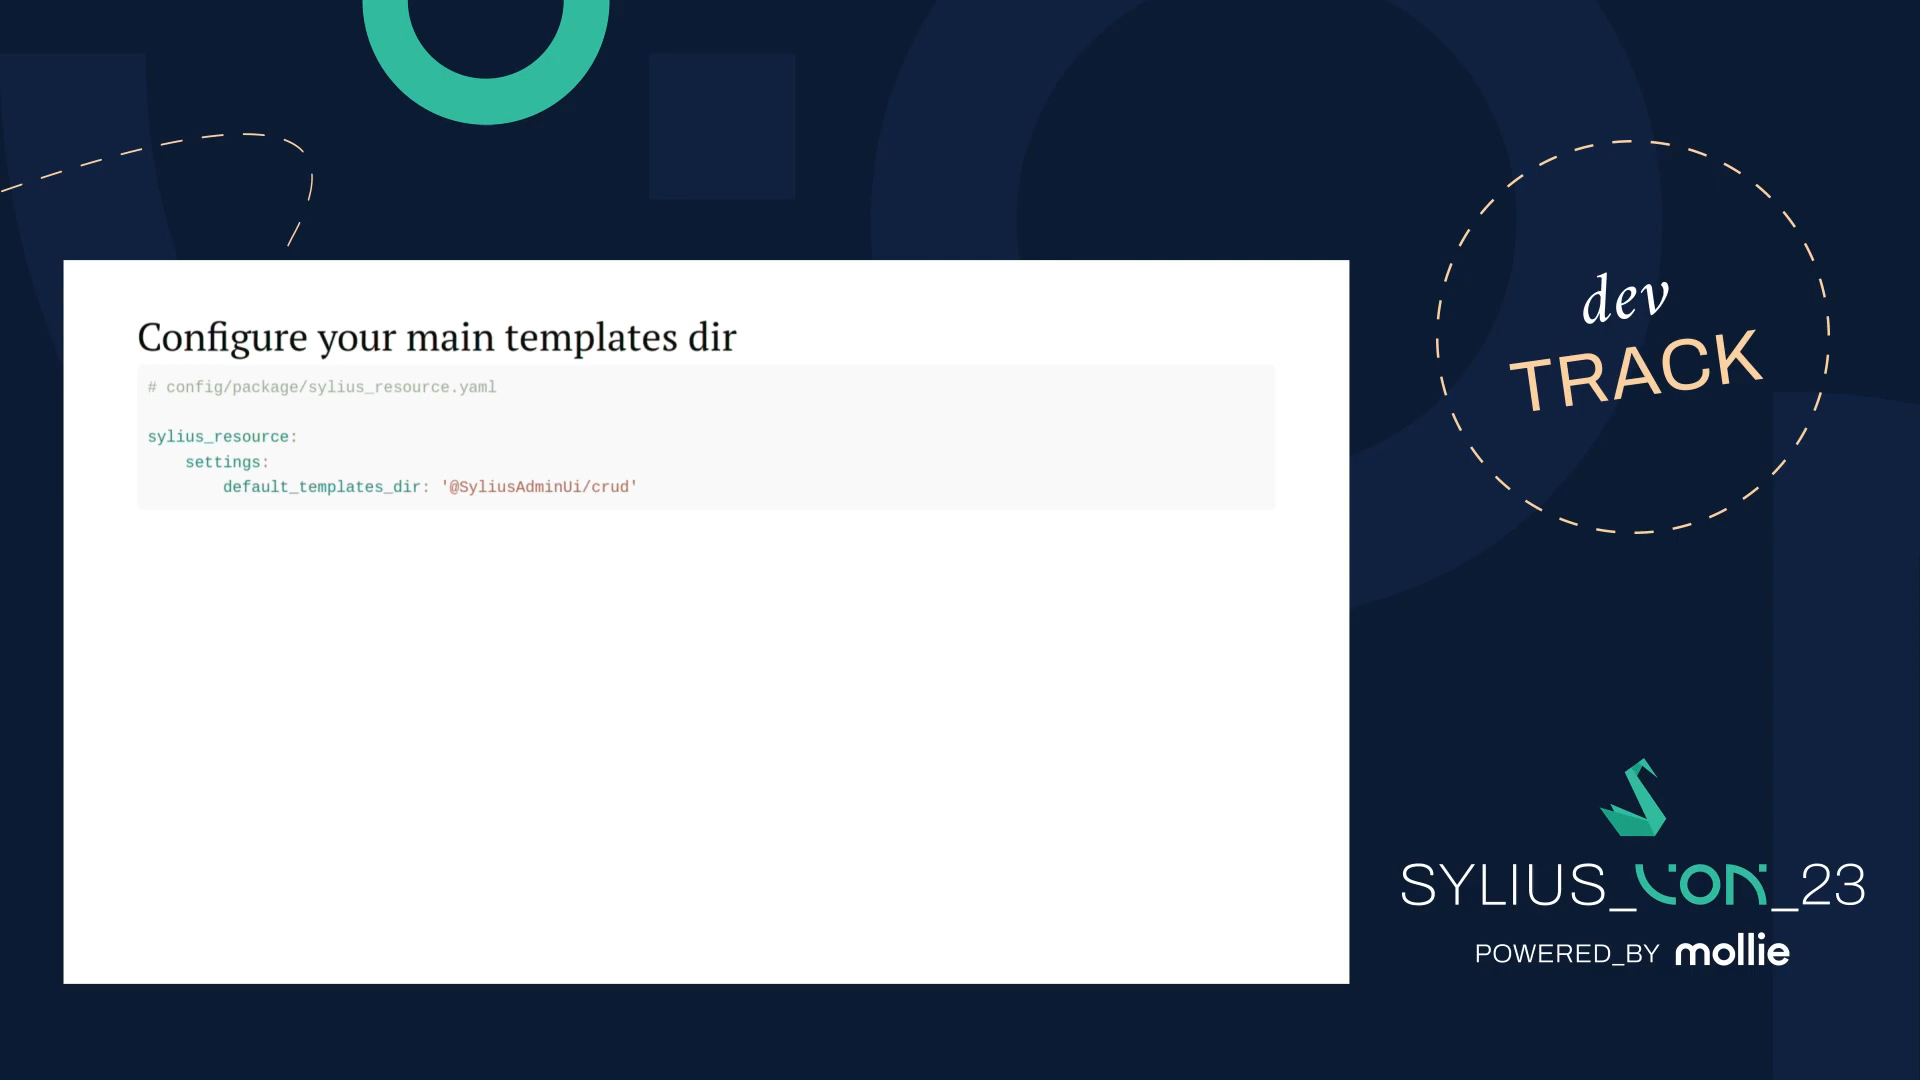 Configure your main templates dir
# config/package/sylius_resource.yaml
sylius_resource:
    settings:
        default_templates_dir: '@SyliusAdminUi/crud'
dev
TRACK
SYLIUS_CON_23
POWERED_BY mollie